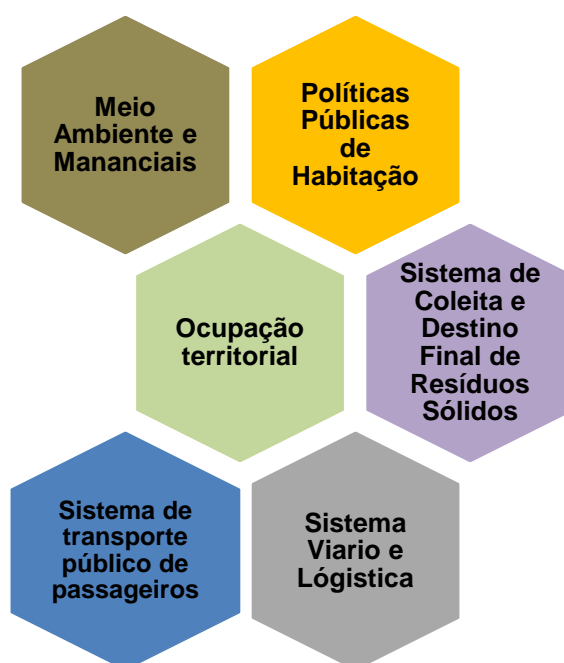 Meio
Ambiente e
Mananciais
Políticas
Públicas
de
Habitação
Ocupação
territorial
Sistema de
Coleita e
Destino
Final de
Resíduos
Sólidos
Sistema de
transporte
público de
passageiros
Sistema
Viario e
Lógistica